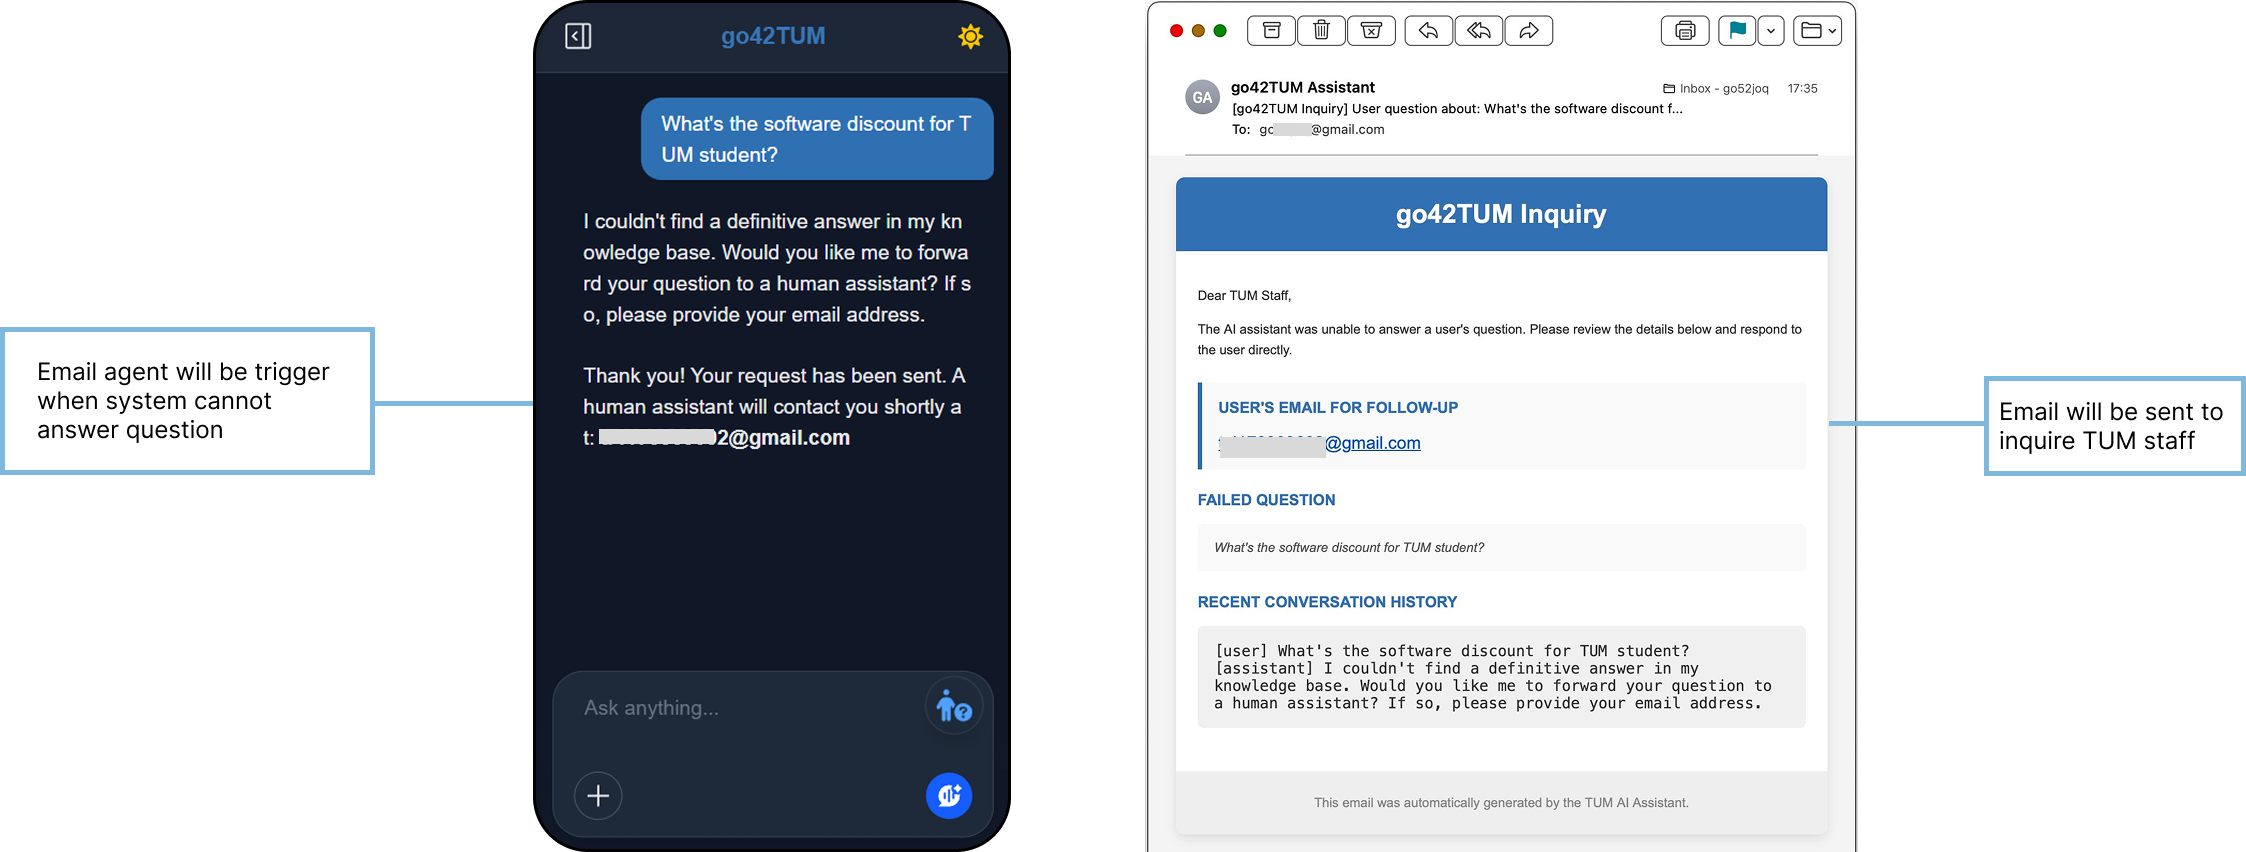 Email agent will be trigger
when system cannot
answer question
go42TUM
What's the software discount for T
UM student?
I couldn't find a definitive answer in my kn
owledge base. Would you like me to forwa
rd your question to a human assistant? If s
o, please provide your email address.
Thank you! Your request has been sent. A
human assistant will contact you shortly a
t: 2@gmail.com
Ask anything...
GA
go42TUM Assistant
Inbox - go52joq 17:35
[go42TUM Inquiry] User question about: What's the software discount f...
To: go @gmail.com
go42TUM Inquiry
Dear TUM Staff,
The AI assistant was unable to answer a user's question. Please review the details below and respond to
the user directly.
USER'S EMAIL FOR FOLLOW-UP
@gmail.com
FAILED QUESTION
What's the software discount for TUM student?
RECENT CONVERSATION HISTORY
[user] What's the software discount for TUM student?
[assistant] I couldn't find a definitive answer in my
knowledge base. Would you like me to forward your question to
a human assistant? If so, please provide your email address.
This email was automatically generated by the TUM AI Assistant.
Email will be sent to
inquire TUM staff